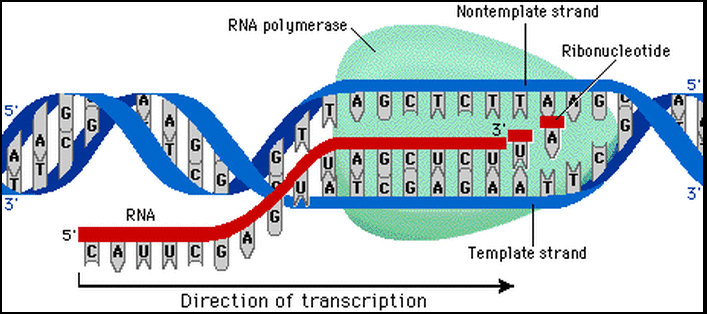 Nontemplate strand
RNA polymerase
Ribonucleotide
5'
5'
A A G G A A G C T C T T A A G C A
T T C C T C G G T T 3' G T
U A
U A G C U C U U C
A T C G A G A A T T
3'
3'
RNA
5'
C A U U C G A G U
Template strand
Direction of transcription